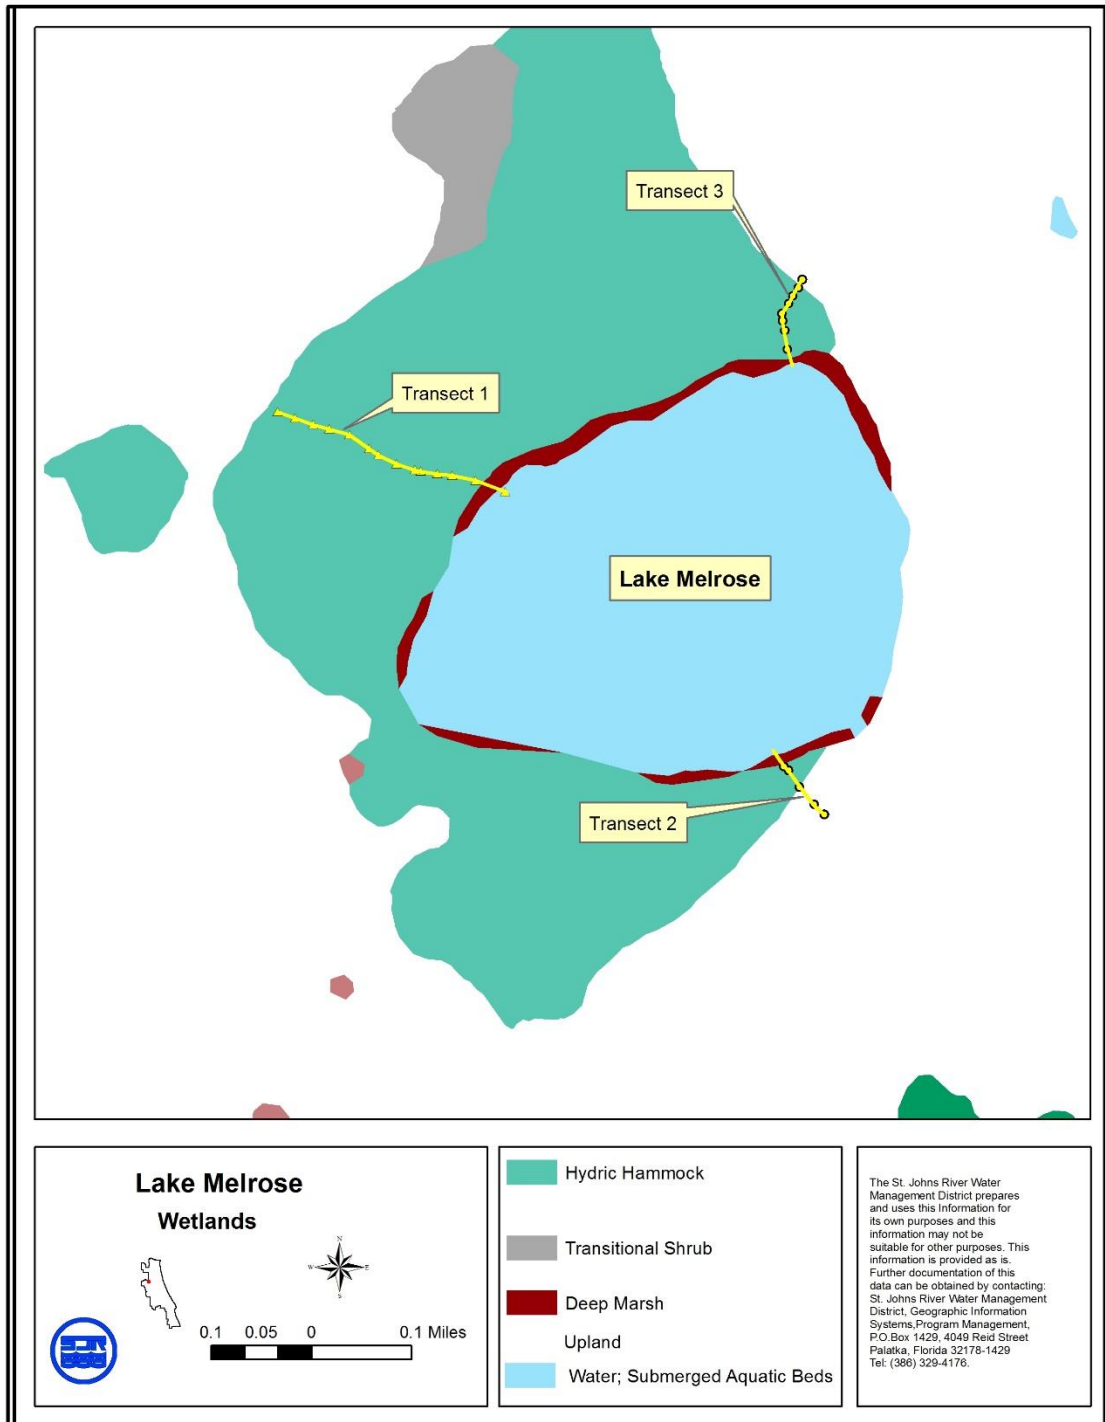 Transect 3
Transect 1
Lake Melrose
Transect 2
Lake Melrose
Wetlands
N
W
E
S
0.1 0.05 0 0.1 Miles
SJR
Hydric Hammock
Transitional Shrub
Deep Marsh
Upland
Water; Submerged Aquatic Beds
The St. Johns River Water
Management District prepares
and uses this Information for
its own purposes and this
information may not be
suitable for other purposes. This
information is provided as is.
Further documentation of this
data can be obtained by contacting:
St. Johns River Water Management
District, Geographic Information
Systems,Program Management,
P.O.Box 1429, 4049 Reid Street
Palatka, Florida 32178-1429
Tel: (386) 329-4176.